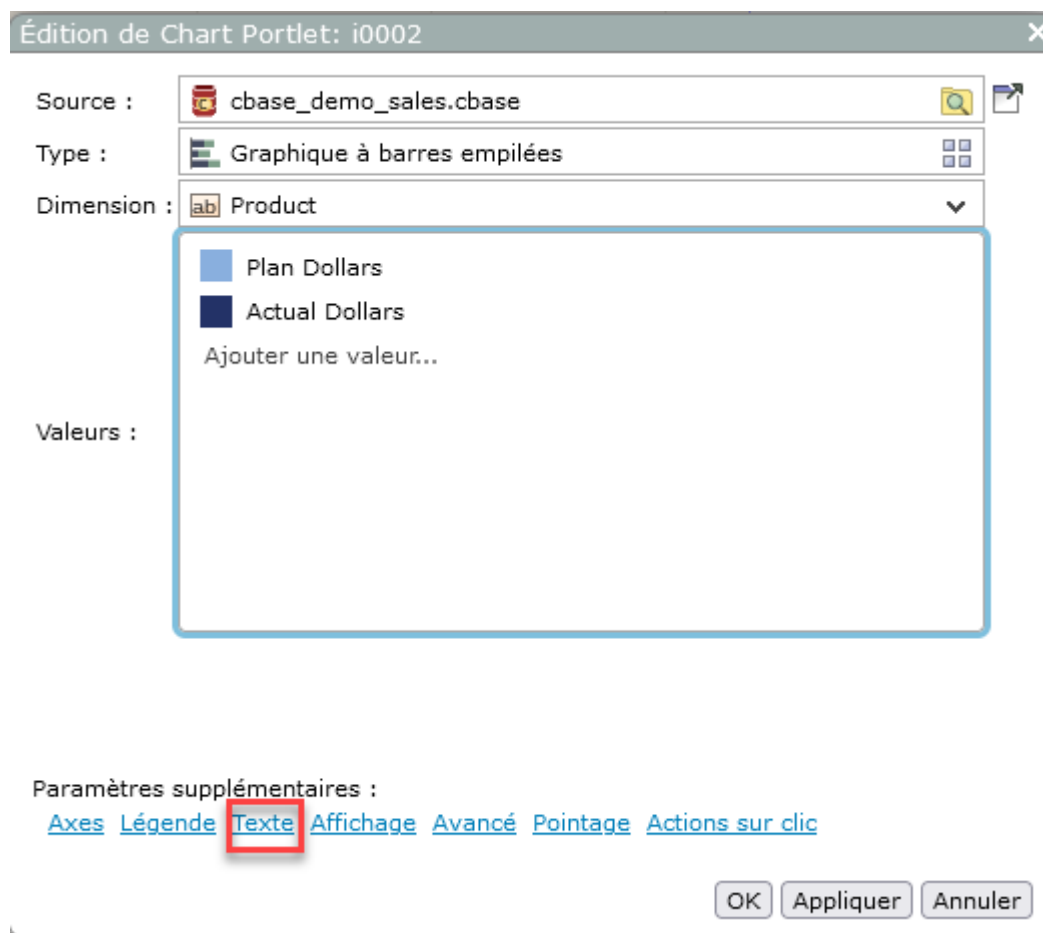 Édition de Chart Portlet: i0002
Source : cbase_demo_sales.cbase
Type : Graphique à barres empilées
Dimension : ab Product
Plan Dollars
Actual Dollars
Ajouter une valeur...
Valeurs :
Paramètres supplémentaires :
Axes Légende Texte Affichage Avancé Pointage Actions sur clic
OK Appliquer Annuler